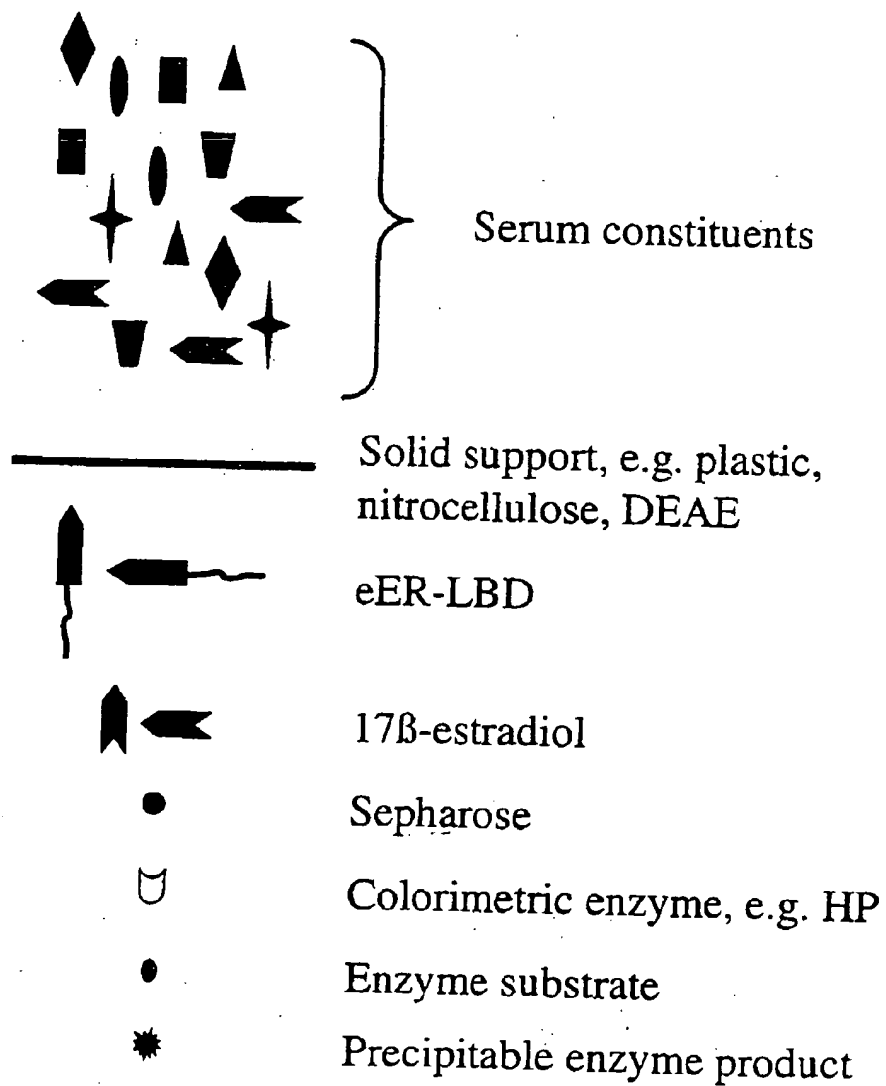 Serum constituents
Solid support, e.g. plastic,
nitrocellulose, DEAE
eER-LBD
17ß-estradiol
Sepharose
Colorimetric enzyme, e.g. HP
Enzyme substrate
Precipitable enzyme product